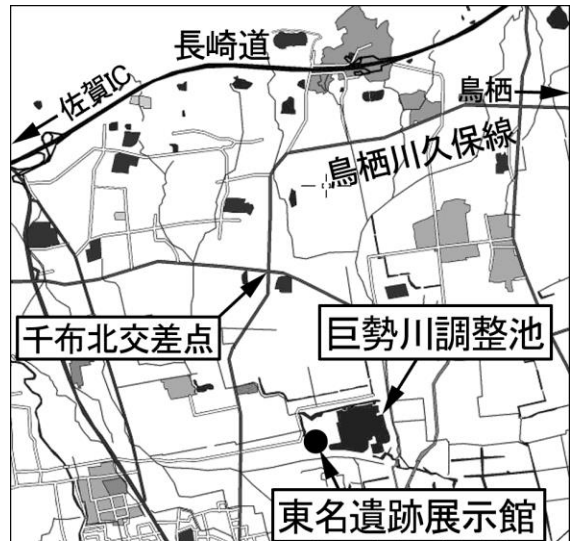 長崎道
佐賀IC
鳥栖
鳥栖川久保線
千布北交差点
巨勢川調整池
東名遺跡展示館